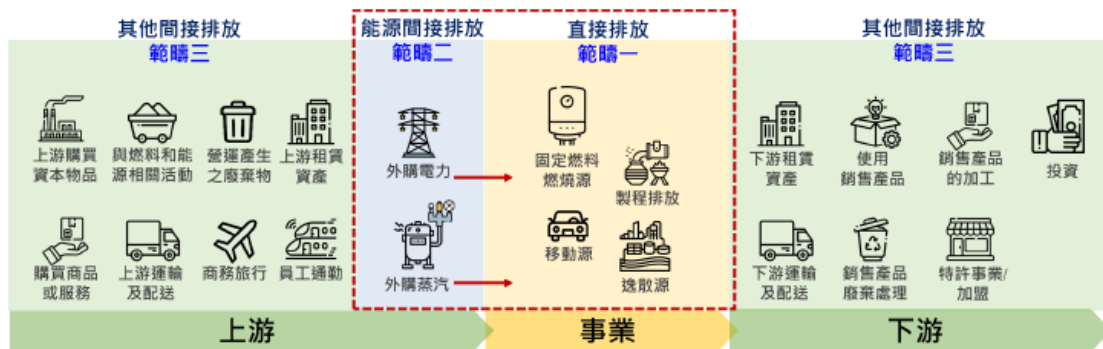 其他間接排放
範疇三
能源間接排放
範疇二
直接排放
範疇一
其他間接排放
範疇三
上游購買
資本物品
與燃料和能
源相關活動
營運產生
之廢棄物
上游租賃
資產
購買商品
或服務
上游運輸
及配送
商務旅行
員工通勤
外購電力
外購蒸汽
固定燃料
燃燒源
製程排放
移動源
逸散源
下游租賃
資產
使用
銷售產品
銷售產品
的加工
投資
下游運輸
及配送
銷售產品
廢棄處理
特許事業/
加盟
上游
事業
下游